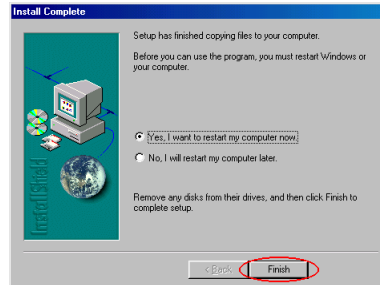 Install Complete
Setup has finished copying files to your computer.
Before you can use the program, you must restart Windows or
your computer.
Yes, I want to restart my computer now.
No, I will restart my computer later.
Remove any disks from their drives, and then click Finish to
complete setup.
InstallShield
< Back
Finish